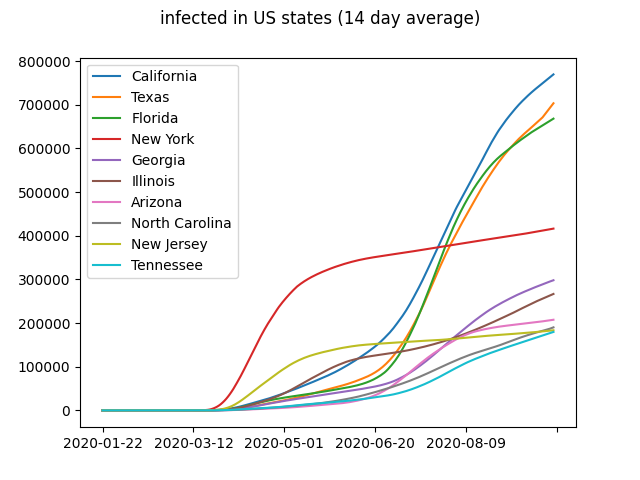 infected in US states (14 day average)
800000
700000
600000
500000
400000
300000
200000
100000
0
California
Texas
Florida
New York
Georgia
Illinois
Arizona
North Carolina
New Jersey
Tennessee
2020-01-22 2020-03-12 2020-05-01 2020-06-20 2020-08-09